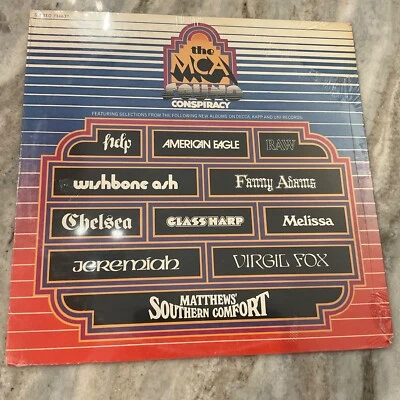 STEREO
the
MCA
SOUND
CONSPIRACY
FEATURING SELECTIONS FROM THE FOLLOWING NEW ALBUMS ON DECCA, KAPP AND UNI RECORDS:
help AMERICAN EAGLE RAW
wishbone ash Fanny Adams
Chelsea GLASS HARP Melissa
JEREMIAH VIRGIL FOX
MATTHEWS'
SOUTHERN COMFORT